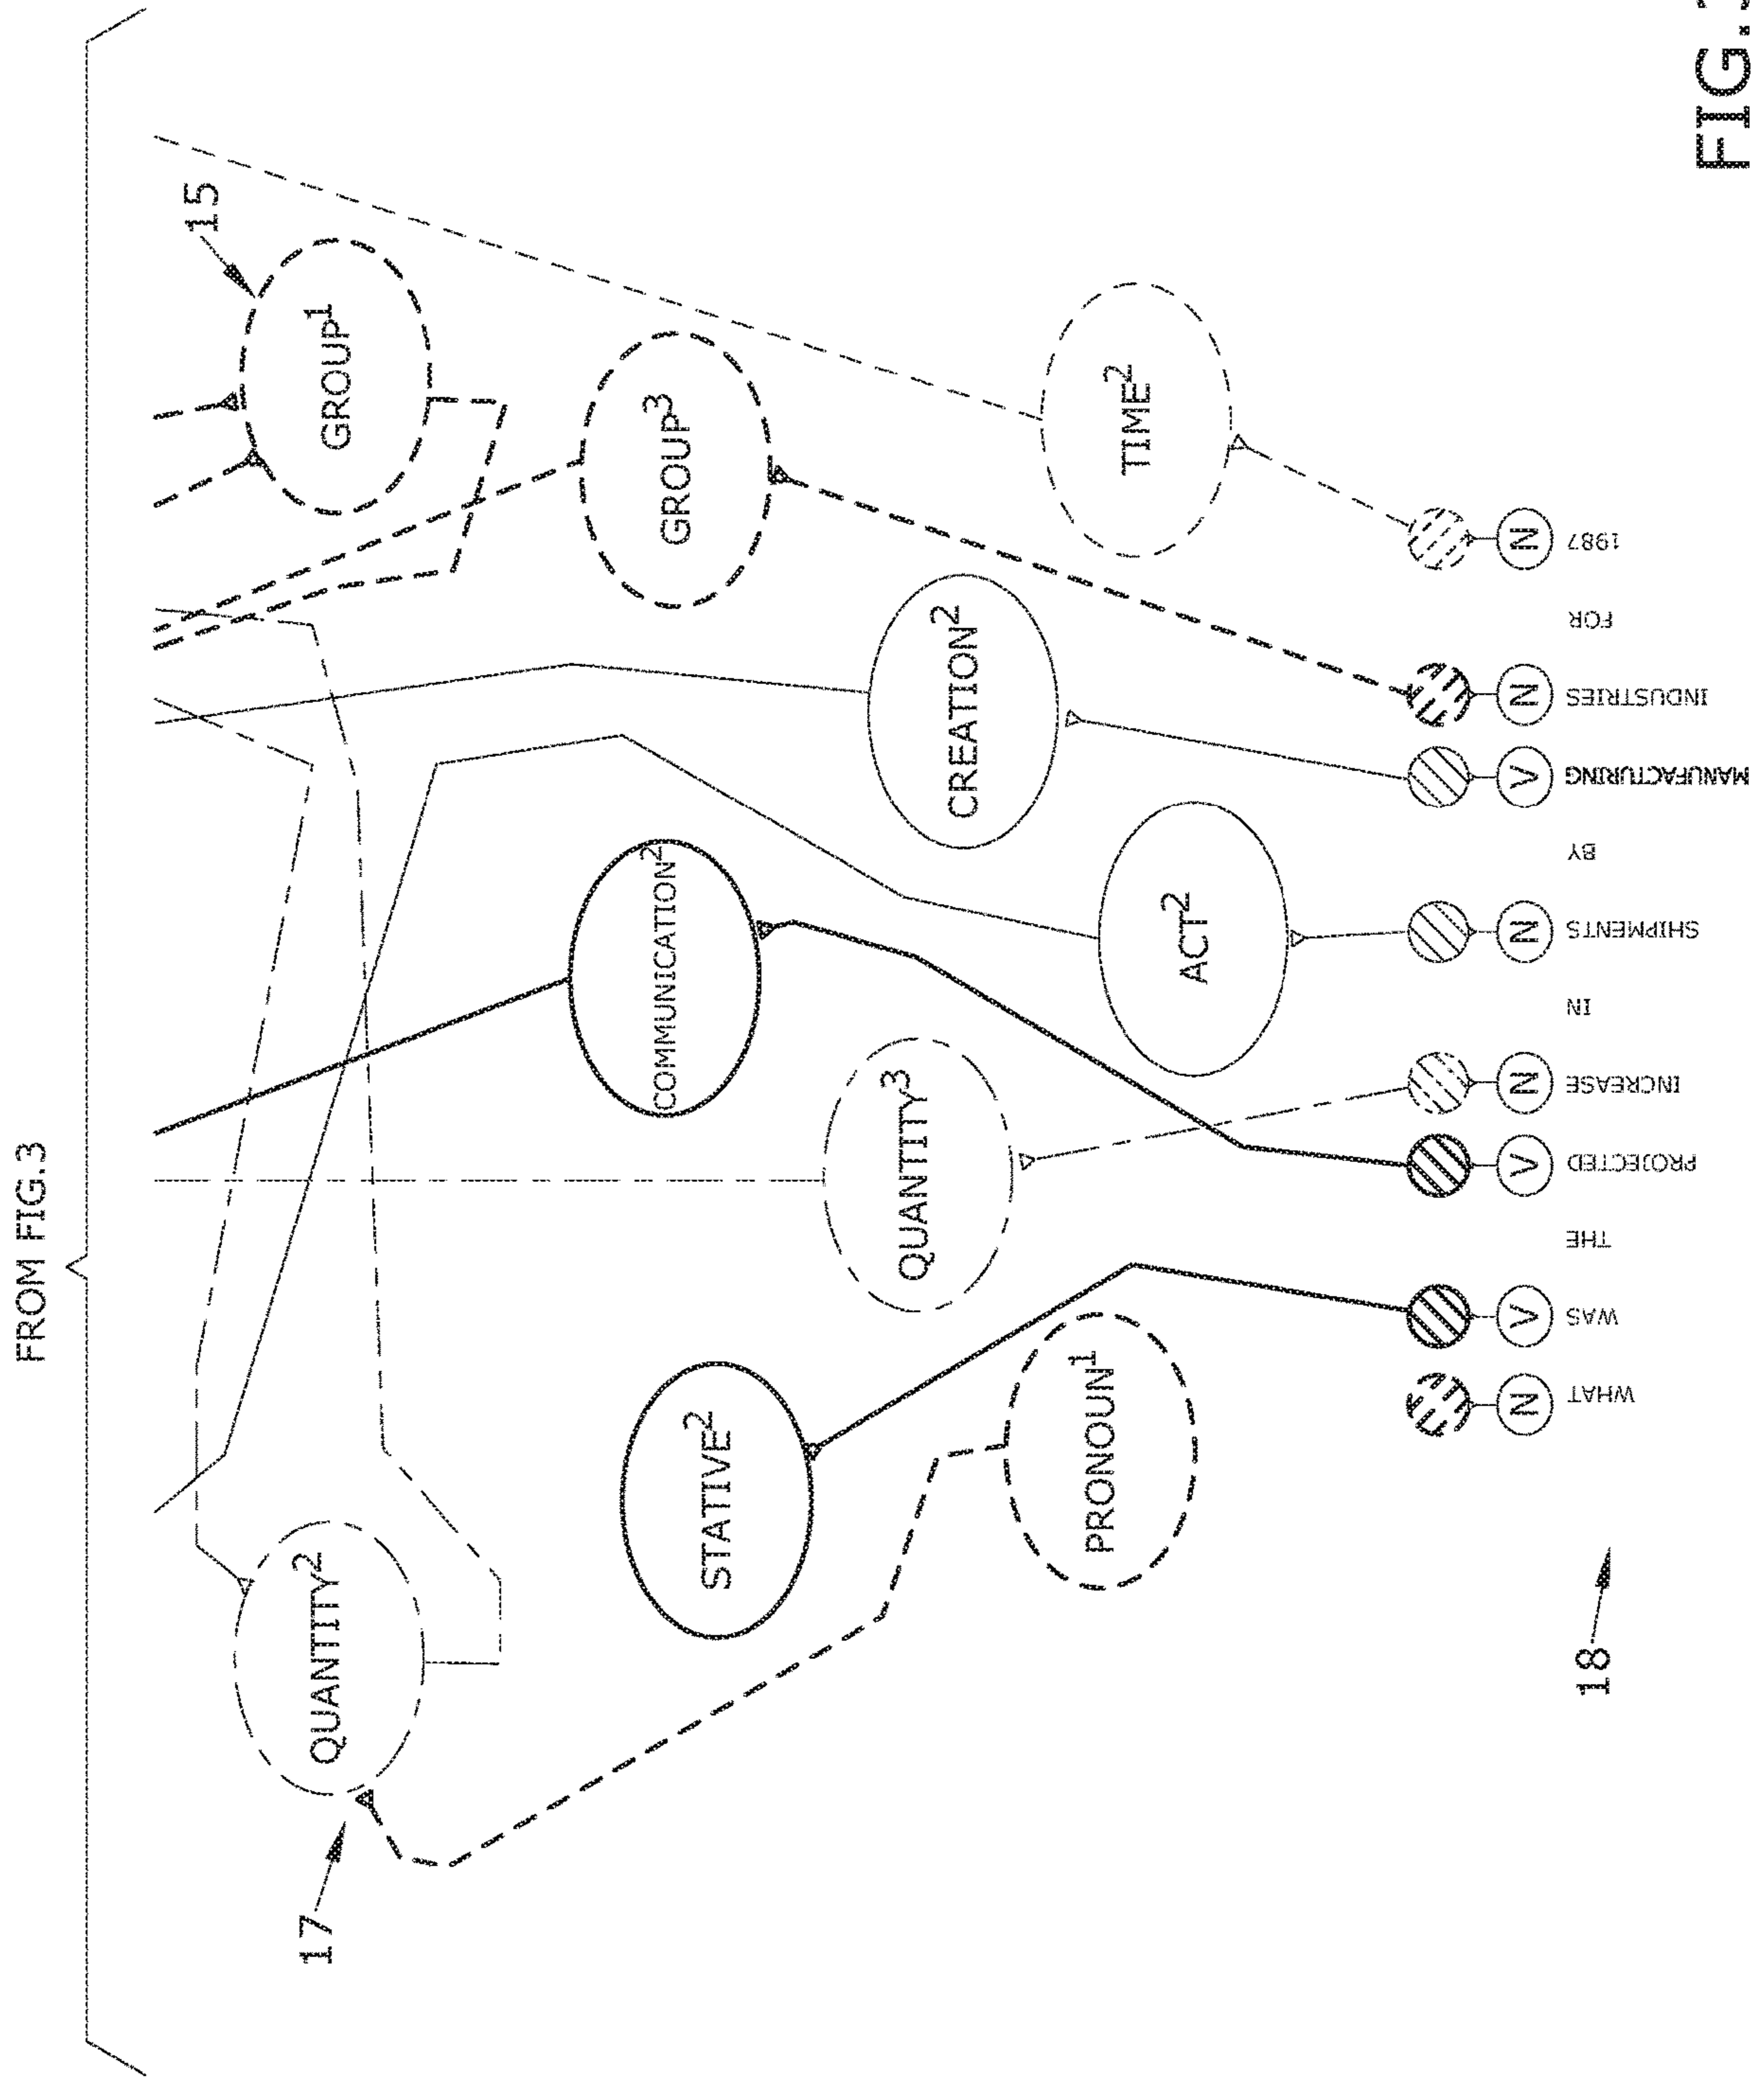 FROM FIG.3
15
GROUP1
GROUP3
TIME2
CREATION2
COMMUNICATION2
ACT2
QUANTITY3
QUANTITY2
STATIVE2
PRONOUN1
17
18
N V V N N V N N
WHAT WAS THE PROJECTED INCREASE IN SHIPMENTS BY MANUFACTURING INDUSTRIES FOR 1987
FIG.